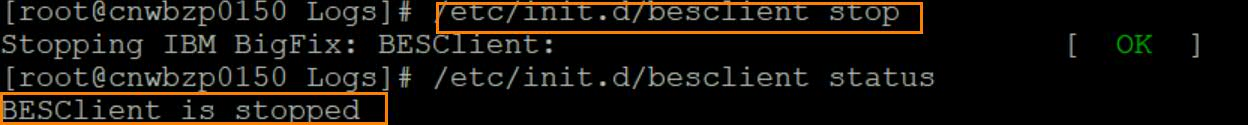 [root@cnwbzp0150 Logs]# /etc/init.d/besclient stop
Stopping IBM BigFix: BESClient: [ OK ]
[root@cnwbzp0150 Logs]# /etc/init.d/besclient status
BESClient is stopped